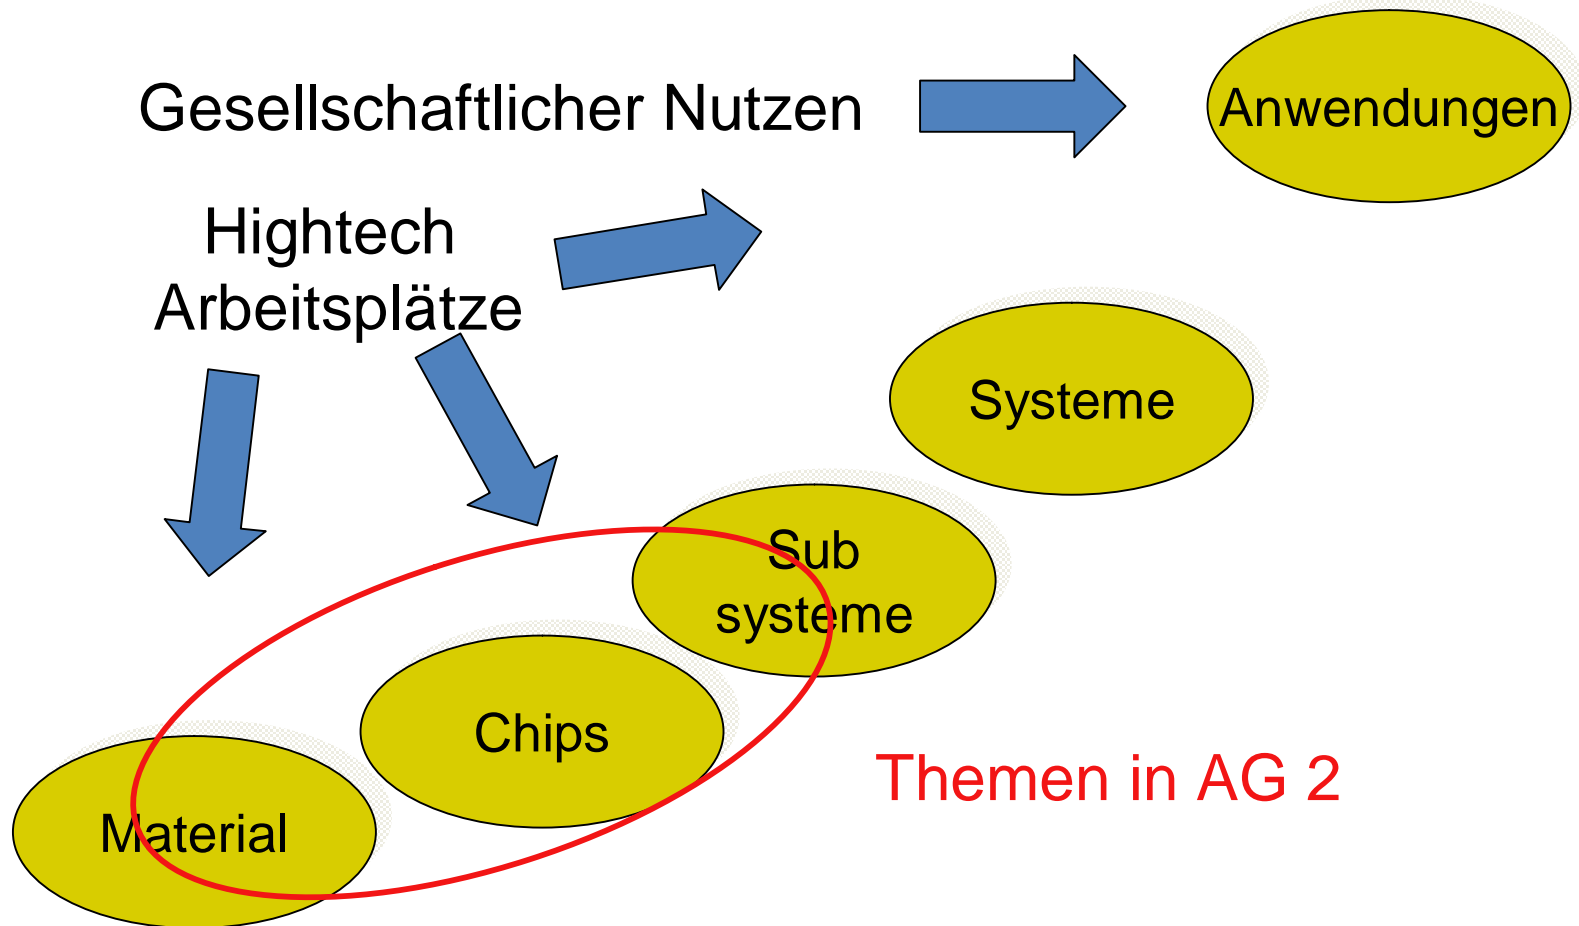 Gesellschaftlicher Nutzen
Anwendungen
Hightech
Arbeitsplätze
Systeme
Sub
systeme
Chips
Themen in AG 2
Material